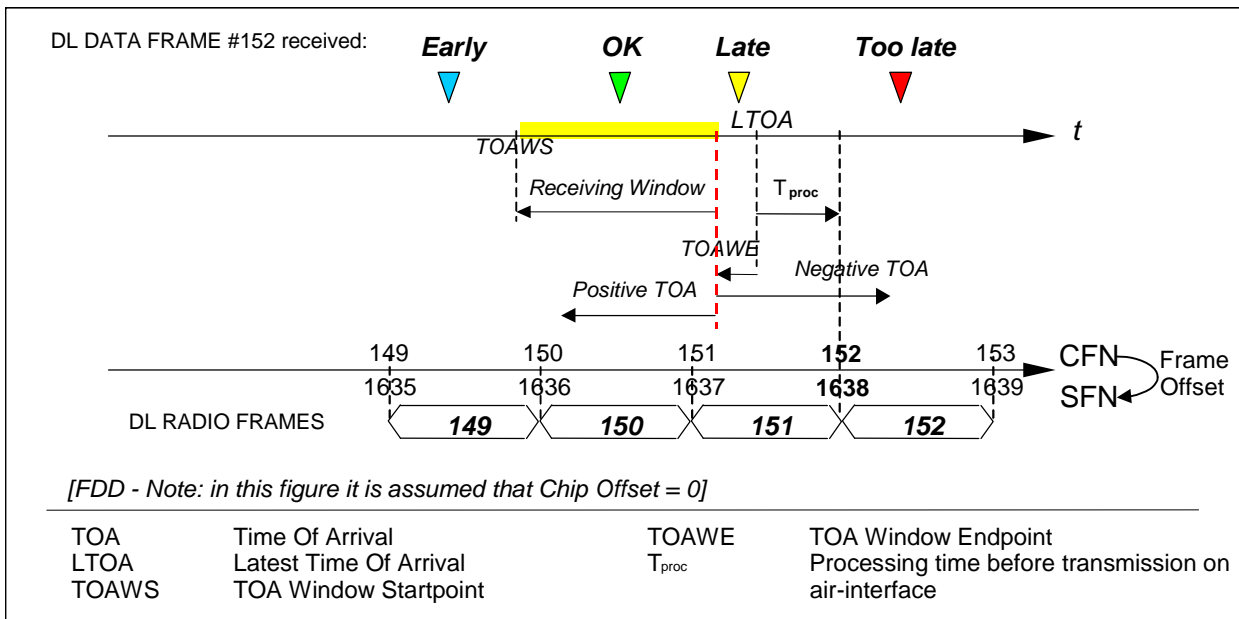 DL DATA FRAME #152 received:
Early OK Late Too late
LTOA
t
TOAWS
Receiving Window
Tproc
TOAWE
Negative TOA
Positive TOA
149 150 151 152 153 CFN
Frame
Offset
1635 1636 1637 1638 1639 SFN
DL RADIO FRAMES 149 150 151 152
[FDD - Note: in this figure it is assumed that Chip Offset = 0]
TOA Time Of Arrival TOAWE TOA Window Endpoint
LTOA Latest Time Of Arrival Tproc Processing time before transmission on
TOAWS TOA Window Startpoint air-interface